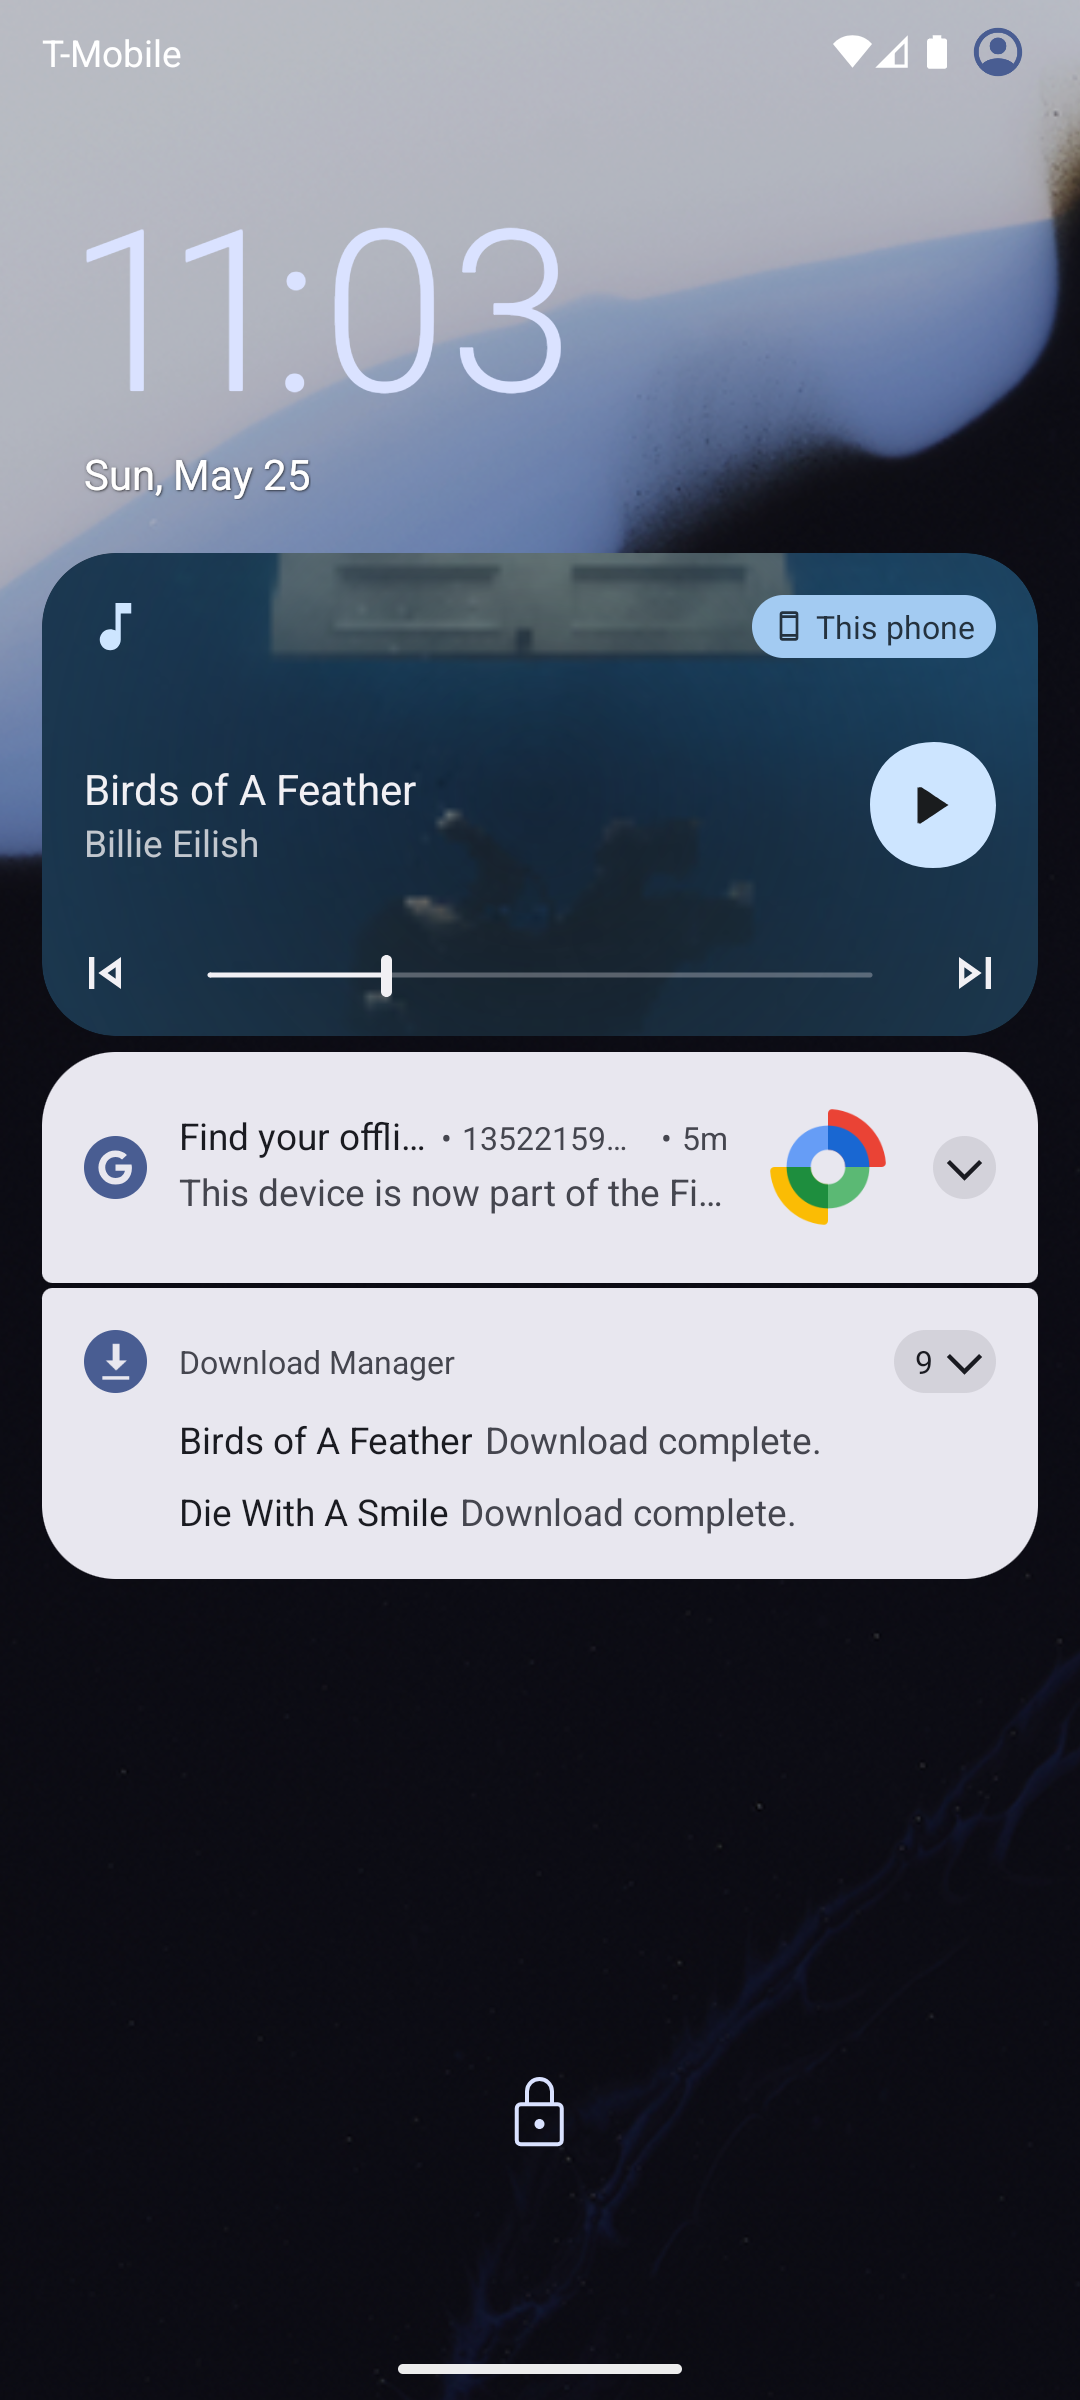 T-Mobile
11:03
Sun, May 25
This phone
Birds of A Feather
Billie Eilish
Find your offli... • 13522159... • 5m
This device is now part of the Fi...
Download Manager
9
Birds of A Feather Download complete.
Die With A Smile Download complete.